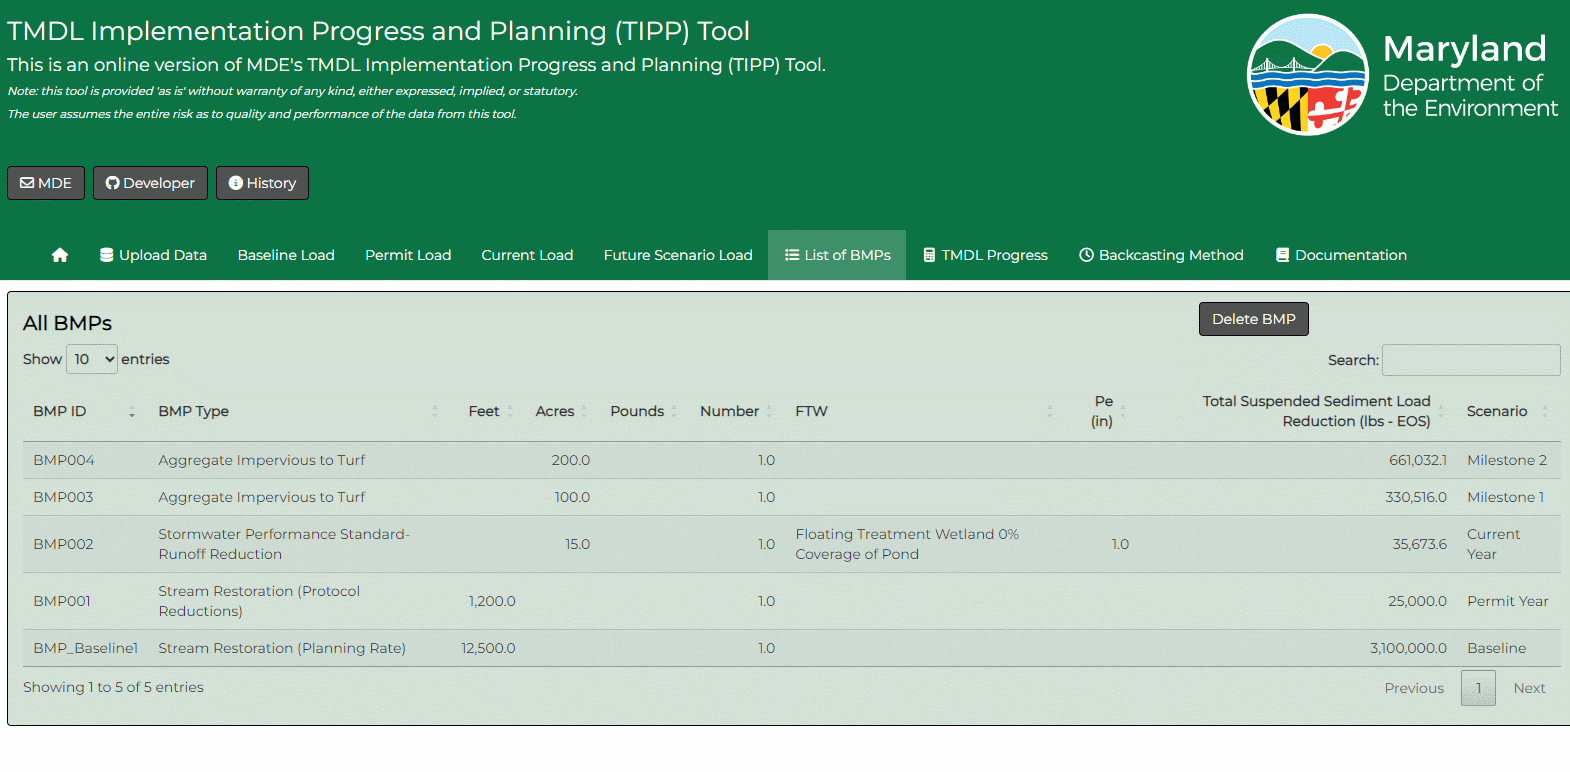 TMDL Implementation Progress and Planning (TIPP) Tool
This is an online version of MDE's TMDL Implementation Progress and Planning (TIPP) Tool.
Note: this tool is provided 'as is' without warranty of any kind, either expressed, implied, or statutory.
The user assumes the entire risk as to quality and performance of the data from this tool.
Maryland
Department of
the Environment
MDE Developer History
Upload Data Baseline Load Permit Load Current Load Future Scenario Load List of BMPs TMDL Progress Backcasting Method Documentation
All BMPs Delete BMP
Show 10 entries Search:
BMP ID BMP Type Feet Acres Pounds Number FTW Pe (in) Total Suspended Sediment Load Reduction (lbs - EOS) Scenario
BMP004 Aggregate Impervious to Turf 200.0 1.0 661,032.1 Milestone 2
BMP003 Aggregate Impervious to Turf 100.0 1.0 330,516.0 Milestone 1
BMP002 Stormwater Performance Standard-Runoff Reduction 15.0 1.0 Floating Treatment Wetland 0% Coverage of Pond 1.0 35,673.6 Current Year
BMP001 Stream Restoration (Protocol Reductions) 1,200.0 1.0 25,000.0 Permit Year
BMP_Baseline1 Stream Restoration (Planning Rate) 12,500.0 1.0 3,100,000.0 Baseline
Showing 1 to 5 of 5 entries Previous 1 Next